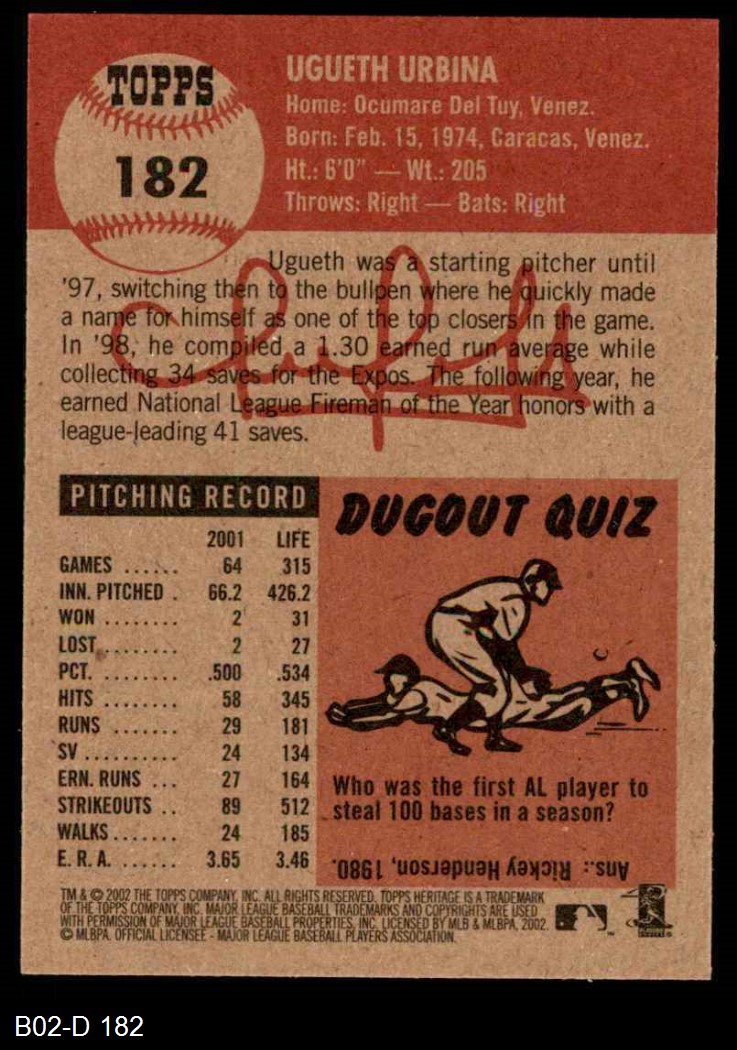 TOPPS
182
UGUETH URBINA
Home: Ocumare Del Tuy, Venez.
Born: Feb. 15, 1974, Caracas, Venez.
Ht.: 6'0" — Wt.: 205
Throws: Right — Bats: Right
Ugueth was a starting pitcher until
'97, switching then to the bullpen where he quickly made
a name for himself as one of the top closers in the game.
In '98, he compiled a 1.30 earned run average while
collecting 34 saves for the Expos. The following year, he
earned National League Fireman of the Year honors with a
league-leading 41 saves.
PITCHING RECORD
2001 LIFE
GAMES ...... 64 315
INN. PITCHED . 66.2 426.2
WON ........ 2 31
LOST........ 2 27
PCT. ........ .500 .534
HITS ........ 58 345
RUNS ....... 29 181
SV .......... 24 134
ERN. RUNS ... 27 164
STRIKEOUTS .. 89 512
WALKS....... 24 185
E. R. A. ...... 3.65 3.46
DUGOUT QUIZ
Who was the first AL player to
steal 100 bases in a season?
Ans.: Rickey Henderson, 1980.
TM & © 2002 THE TOPPS COMPANY, INC. ALL RIGHTS RESERVED. TOPPS HERITAGE IS A TRADEMARK
OF THE TOPPS COMPANY, INC. MAJOR LEAGUE BASEBALL TRADEMARKS AND COPYRIGHTS ARE USED
WITH PERMISSION OF MAJOR LEAGUE BASEBALL PROPERTIES, INC. LICENSED BY MLB & MLBPA, 2002.
© MLBPA. OFFICIAL LICENSEE - MAJOR LEAGUE BASEBALL PLAYERS ASSOCIATION.
B02-D 182